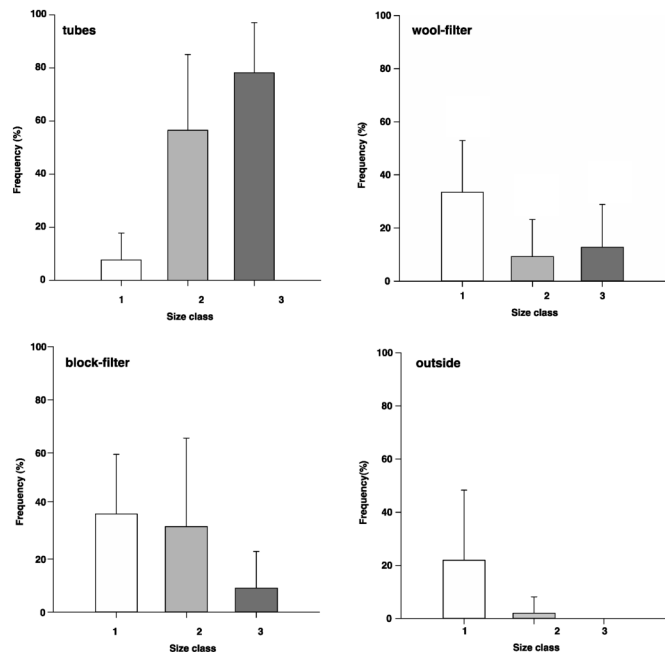 tubes
100
80
60
40
20
0
Frequency (%)
1 2 3
Size class
wool-filter
100
80
60
40
20
0
Frequency (%)
1 2 3
Size class
block-filter
100
80
60
40
20
0
Frequency (%)
1 2 3
Size class
outside
100
80
60
40
20
0
Frequency(%)
1 2 3
Size class